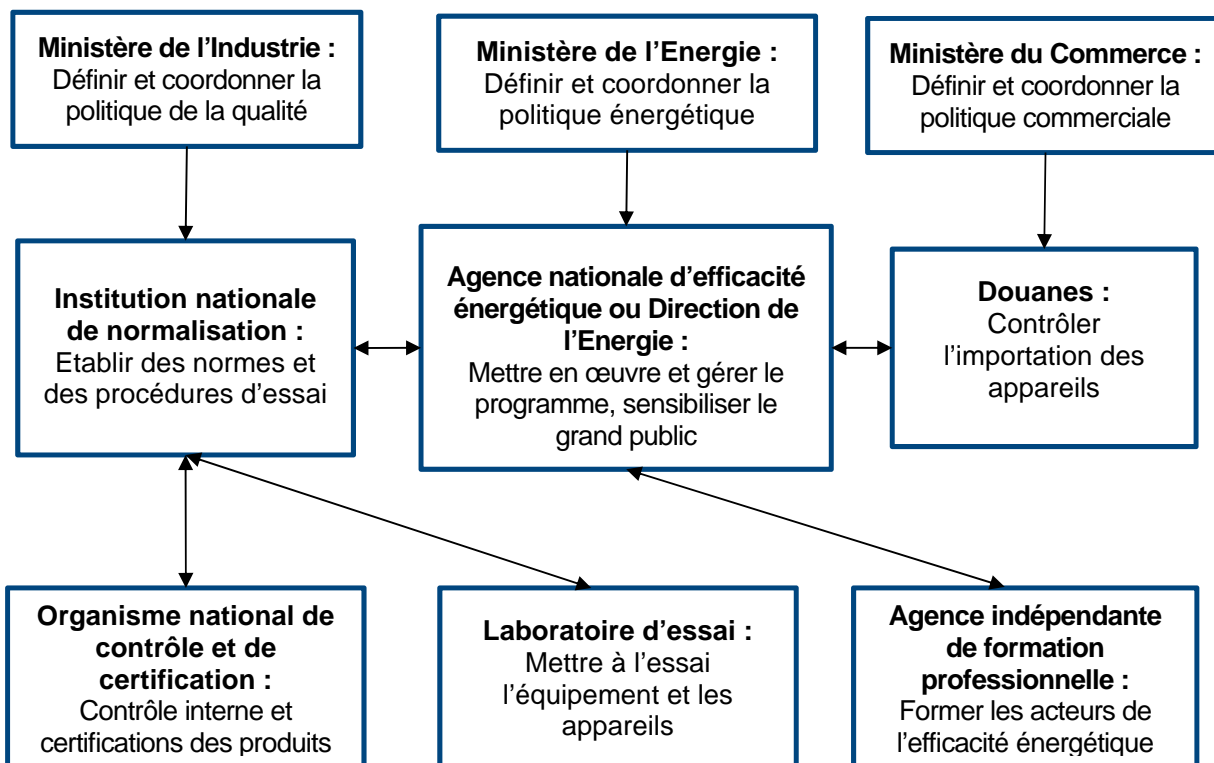 Ministère de l’Industrie :
Définir et coordonner la
politique de la qualité
Ministère de l’Energie :
Définir et coordonner la
politique énergétique
Ministère du Commerce :
Définir et coordonner la
politique commerciale
Institution nationale
de normalisation :
Etablir des normes et
des procédures d’essai
Agence nationale d’efficacité
énergétique ou Direction de
l’Energie :
Mettre en œuvre et gérer le
programme, sensibiliser le
grand public
Douanes :
Contrôler
l’importation des
appareils
Organisme national de
contrôle et de
certification :
Contrôle interne et
certifications des produits
Laboratoire d’essai :
Mettre à l’essai
l’équipement et les
appareils
Agence indépendante
de formation
professionnelle :
Former les acteurs de
l’efficacité énergétique